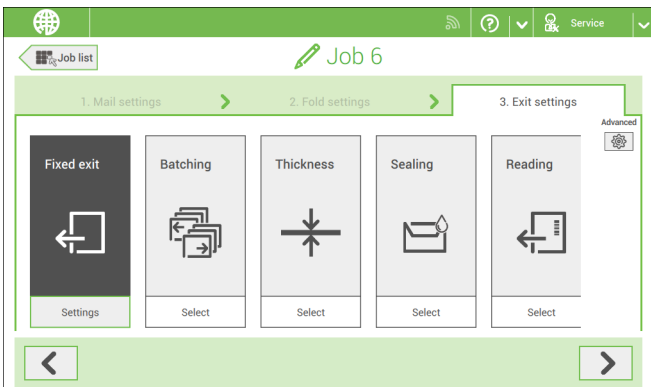 Service
Job list
Job 6
1. Mail settings
2. Fold settings
3. Exit settings
Advanced
Fixed exit
Batching
Thickness
Sealing
Reading
Settings
Select
Select
Select
Select